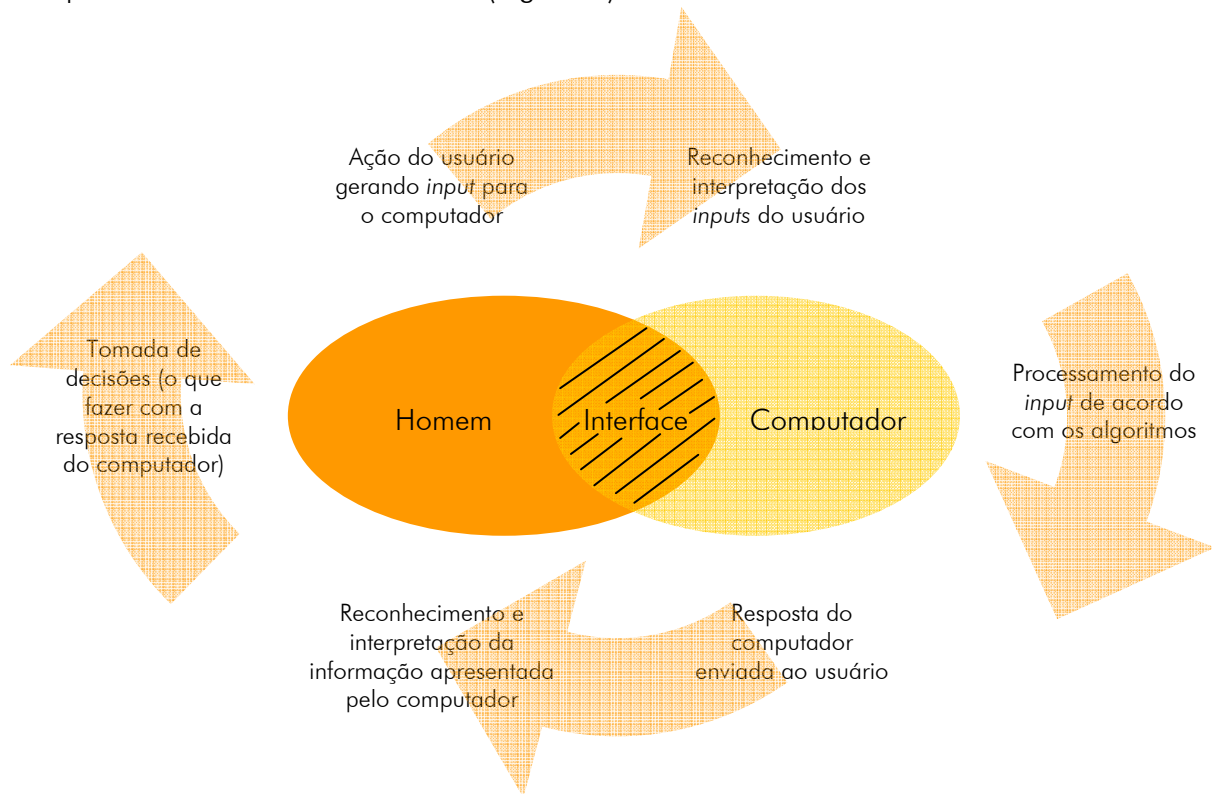 Ação do usuário
gerando input para
o computador
Reconhecimento e
interpretação dos
inputs do usuário
Tomada de
decisões (o que
fazer com a
resposta recebida
do computador)
Homem
Interface
Computador
Processamento do
input de acordo
com os algoritmos
Reconhecimento e
interpretação da
informação apresentada
pelo computador
Resposta do
computador
enviada ao usuário